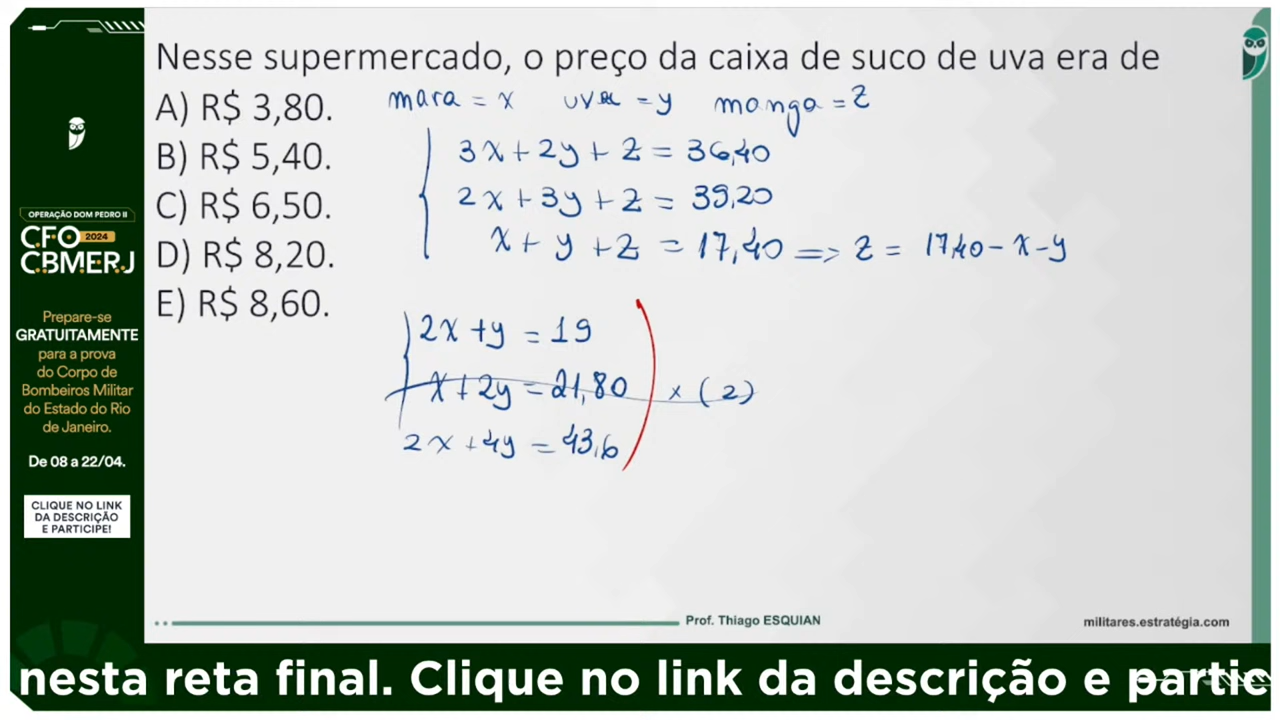 Nesse supermercado, o preço da caixa de suco de uva era de
A) R$ 3,80.
B) R$ 5,40.
C) R$ 6,50.
D) R$ 8,20.
E) R$ 8,60.
mara = x uva = y manga = z
3x + 2y + z = 36,40
2x + 3y + z = 39,20
x + y + z = 17,40 => z = 17,40 - x - y
2x + y = 19
x + 2y = 21,80 x (2)
2x + 4y = 43,6
OPERAÇÃO DOM PEDRO II
CFO 2024
CBMERJ
Prepare-se
GRATUITAMENTE
para a prova
do Corpo de
Bombeiros Militar
do Estado do Rio
de Janeiro.
De 08 a 22/04.
CLIQUE NO LINK
DA DESCRIÇÃO
E PARTICIPE!
Prof. Thiago ESQUIAN
militares.estratégia.com
nesta reta final. Clique no link da descrição e partic